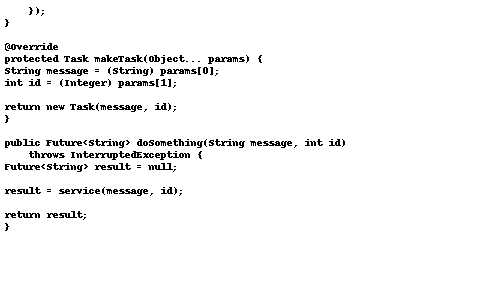 });
}
@Override
protected Task makeTask(Object... params) {
String message = (String) params[0];
int id = (Integer) params[1];
return new Task(message, id);
}
public Future<String> doSomething(String message, int id)
throws InterruptedException {
Future<String> result = null;
result = service(message, id);
return result;
}